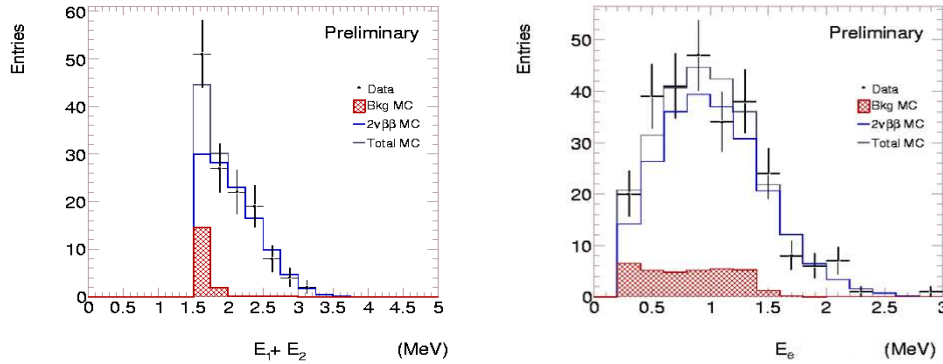 Entries
60
50
40
30
20
10
0
Preliminary
Data
Bkg MC
2νββ MC
Total MC
0 0.5 1 1.5 2 2.5 3 3.5 4 4.5 5
E1+ E2 (MeV)
Entries
50
40
30
20
10
0
Preliminary
Data
Bkg MC
2νββ MC
Total MC
0 0.5 1 1.5 2 2.5 3
Ee (MeV)